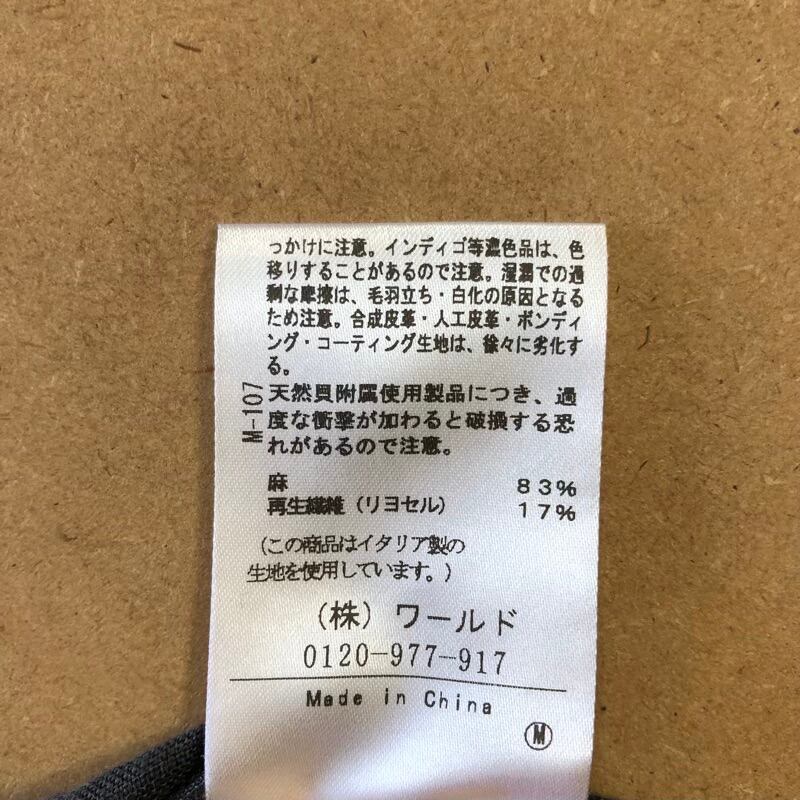 っかけに注意。インディゴ等濃色品は、色
移りすることがあるので注意。湿潤での過
剰な摩擦は、毛羽立ち・白化の原因となる
ため注意。合成皮革・人工皮革・ボンディ
ング・コーティング生地は、徐々に劣化す
る。
M-107
天然貝附属使用製品につき、過
度な衝撃が加わると破損する恐
れがあるので注意。
麻 83%
再生繊維（リヨセル） 17%
（この商品はイタリア製の
生地を使用しています。）
（株）ワールド
0120-977-917
Made in China
M